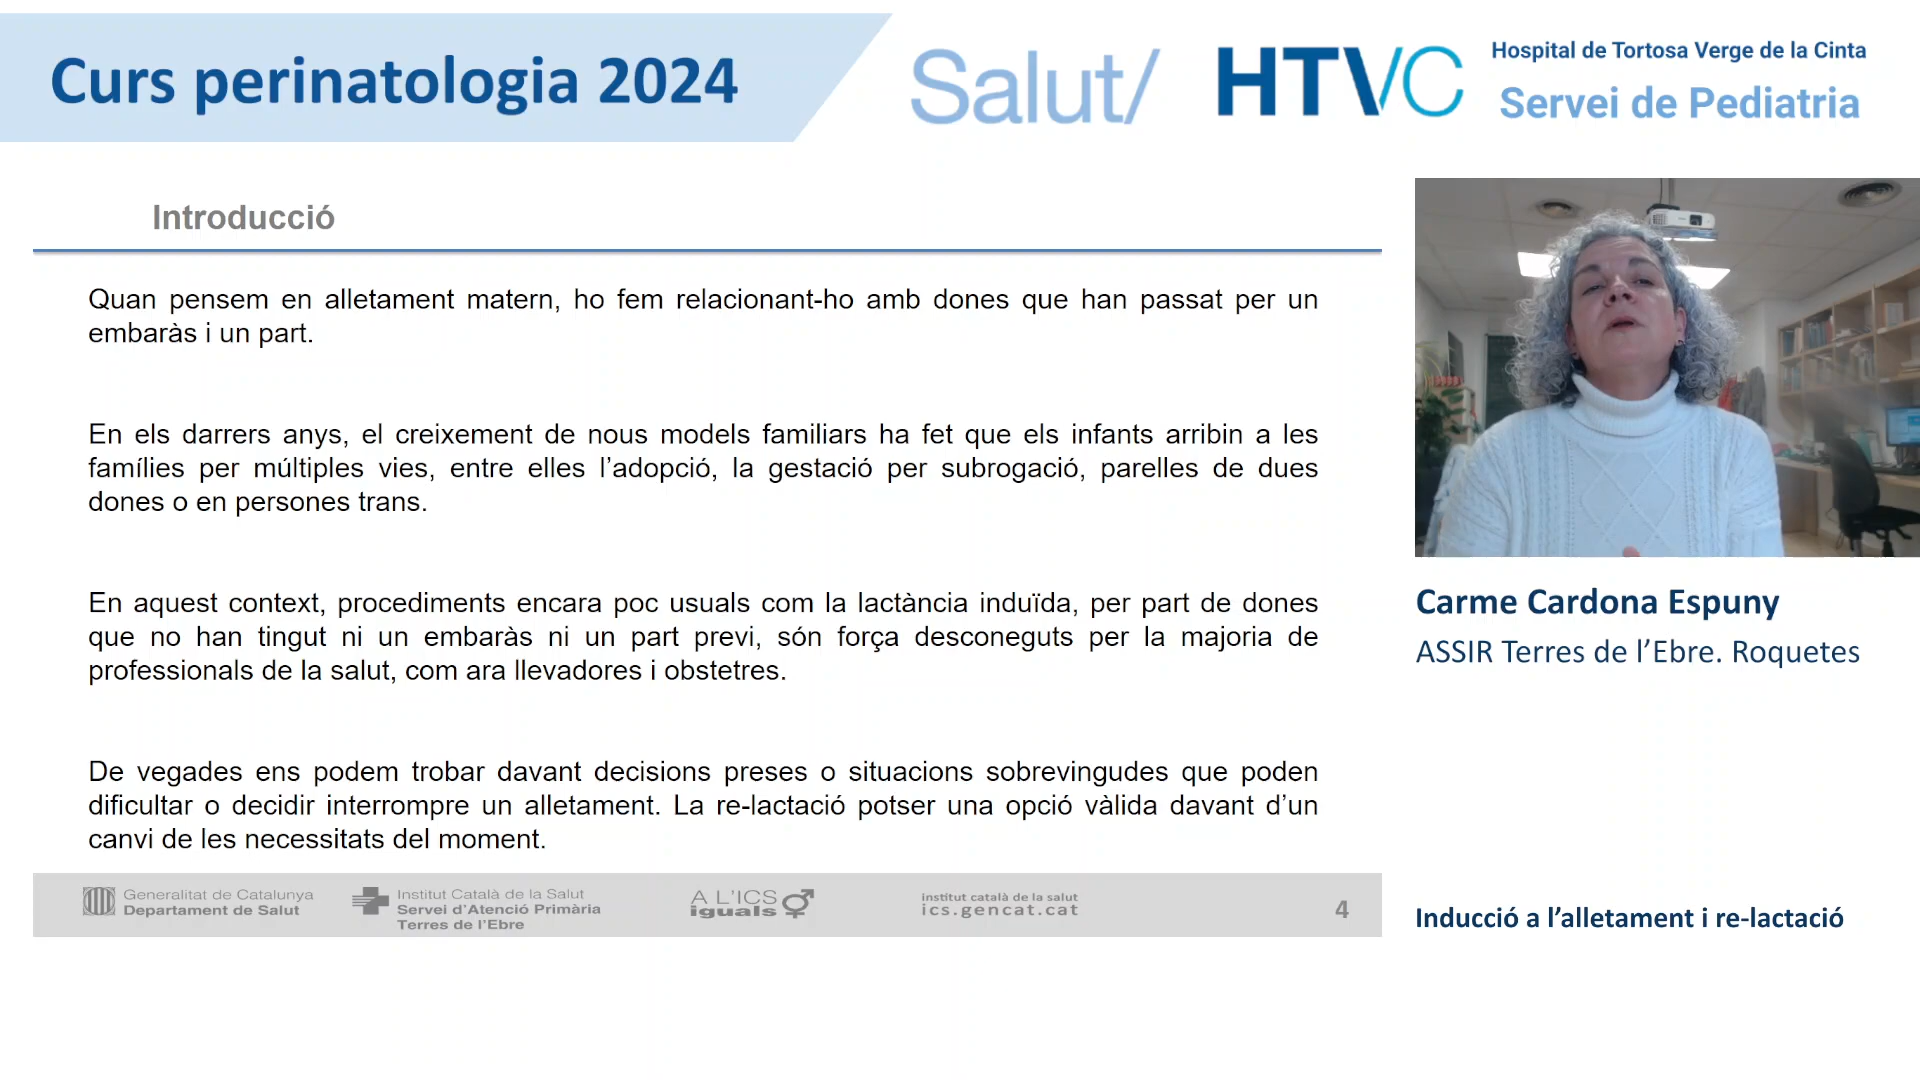 Curs perinatologia 2024
Salut/
HTVC
Hospital de Tortosa Verge de la Cinta
Servei de Pediatria
Introducció
Quan pensem en alletament matern, ho fem relacionant-ho amb dones que han passat per un
embaràs i un part.
En els darrers anys, el creixement de nous models familiars ha fet que els infants arribin a les
famílies per múltiples vies, entre elles l’adopció, la gestació per subrogació, parelles de dues
dones o en persones trans.
En aquest context, procediments encara poc usuals com la lactància induïda, per part de dones
que no han tingut ni un embaràs ni un part previ, són força desconeguts per la majoria de
professionals de la salut, com ara llevadores i obstetres.
De vegades ens podem trobar davant decisions preses o situacions sobrevingudes que poden
dificultar o decidir interrompre un alletament. La re-lactació potser una opció vàlida davant d’un
canvi de les necessitats del moment.
Generalitat de Catalunya
Departament de Salut
Institut Català de la Salut
Servei d’Atenció Primària
Terres de l’Ebre
A L'ICS
iguals
institut català de la salut
ics.gencat.cat
4
Carme Cardona Espuny
ASSIR Terres de l’Ebre. Roquetes
Inducció a l’alletament i re-lactació